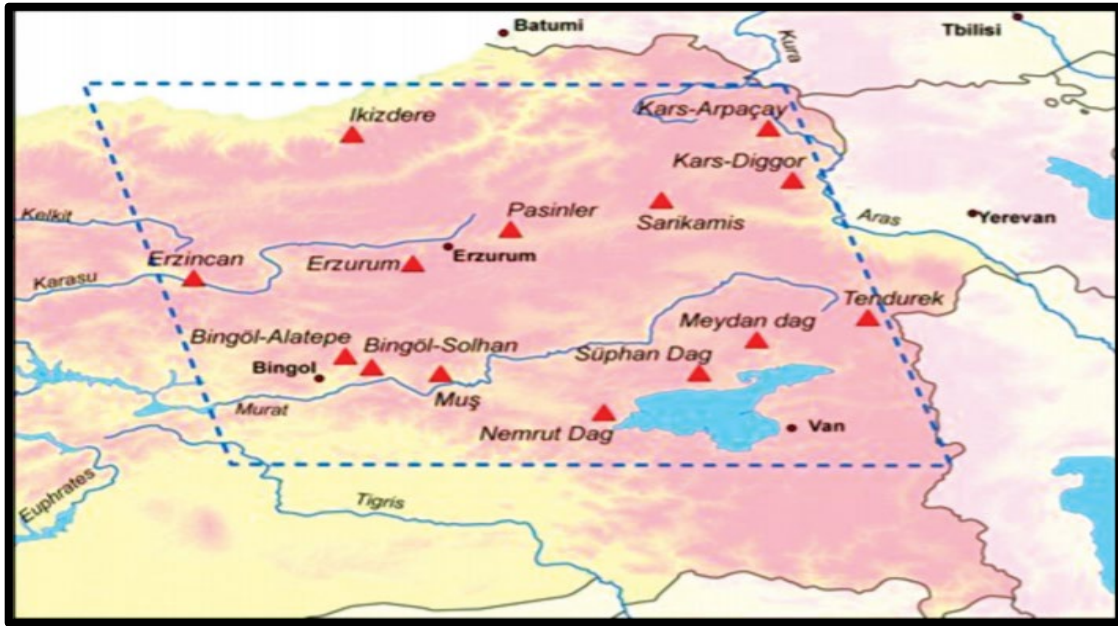 Batumi
Tbilisi
Kura
Ikizdere
Kars-Arpaçay
Kars-Diggor
Kelkit
Pasinler
Sarikamis
Aras
Yerevan
Erzincan
Erzurum
Erzurum
Karasu
Tendurek
Bingöl-Alatepe
Bingöl-Solhan
Meydan dag
Süphan Dag
Bingol
Murat
Muş
Nemrut Dag
Van
Euphrates
Tigris